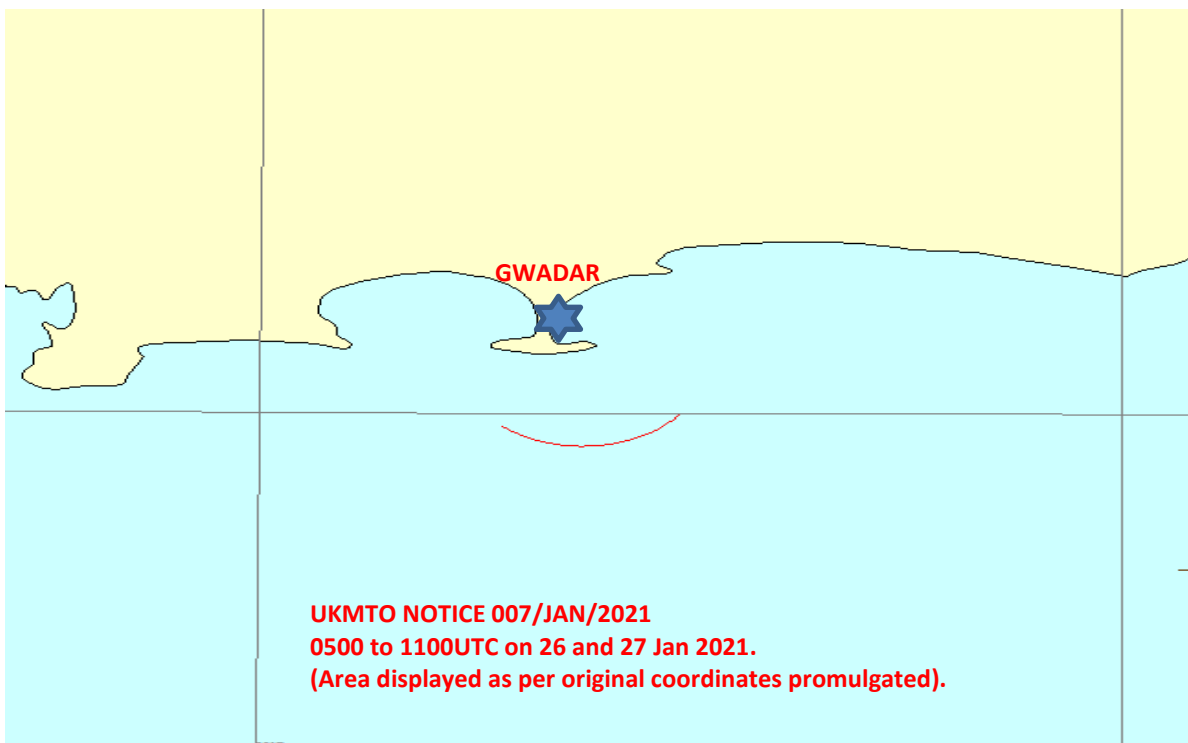 GWADAR
UKMTO NOTICE 007/JAN/2021
0500 to 1100UTC on 26 and 27 Jan 2021.
(Area displayed as per original coordinates promulgated).